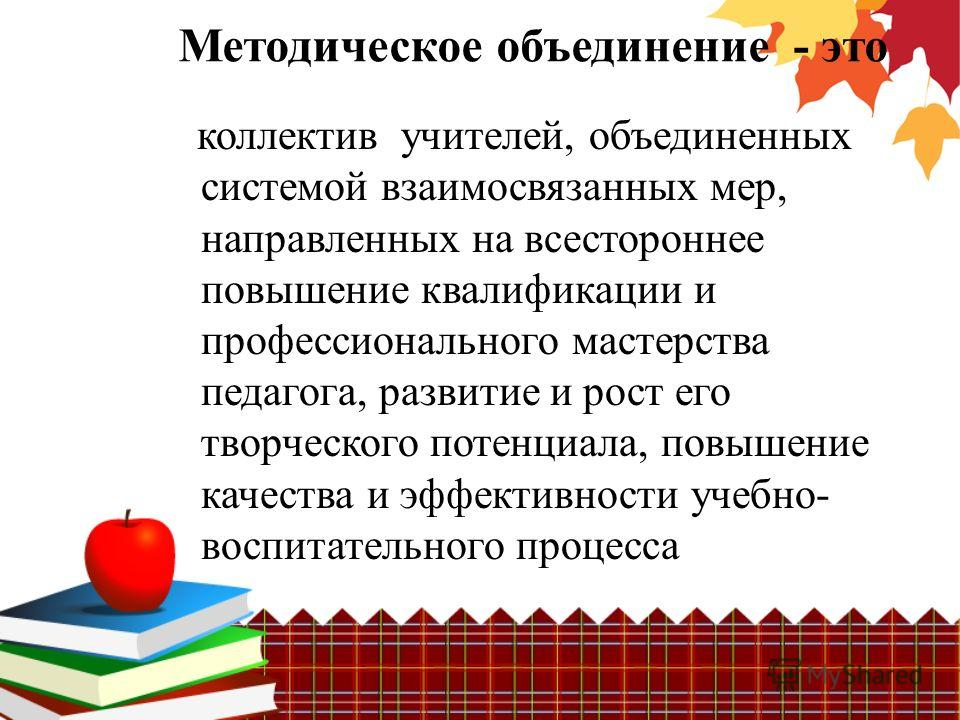 Методическое объединение - это
коллектив учителей, объединенных
системой взаимосвязанных мер,
направленных на всестороннее
повышение квалификации и
профессионального мастерства
педагога, развитие и рост его
творческого потенциала, повышение
качества и эффективности учебно-
воспитательного процесса
MyShared